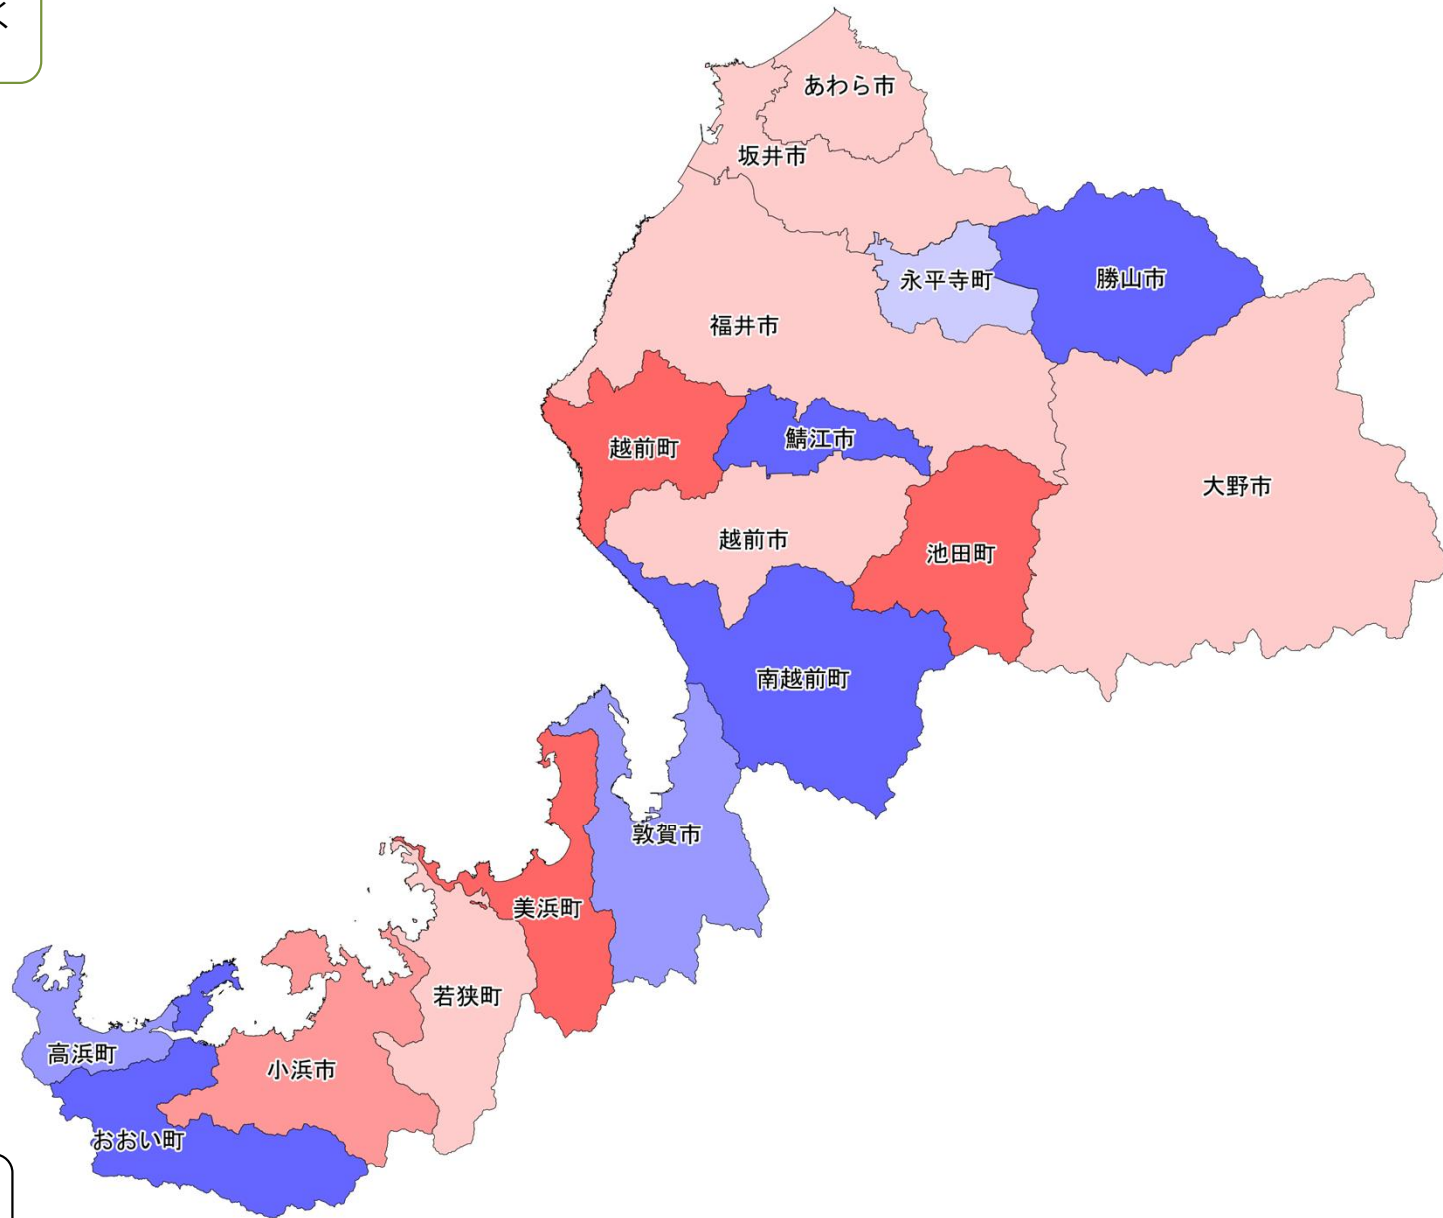 く
あわら市
坂井市
永平寺町
勝山市
福井市
越前町
鯖江市
大野市
越前市
池田町
南越前町
敦賀市
美浜町
若狭町
高浜町
小浜市
おおい町